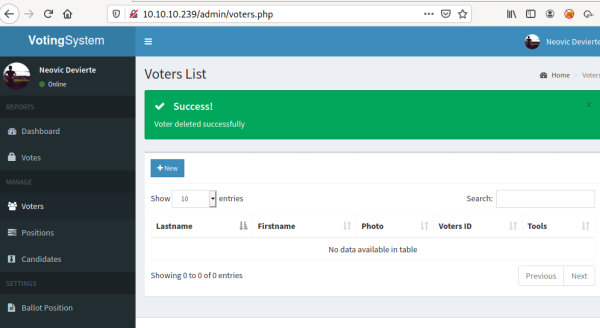 10.10.10.239/admin/voters.php
VotingSystem
Neovic Devierte
Neovic Devierte
Online
REPORTS
Dashboard
Votes
MANAGE
Voters
Positions
Candidates
SETTINGS
Ballot Position
Voters List
Home > Voters
Success!
×
Voter deleted successfully
+ New
Show 10 entries Search:
Lastname Firstname Photo Voters ID Tools
No data available in table
Showing 0 to 0 of 0 entries Previous Next